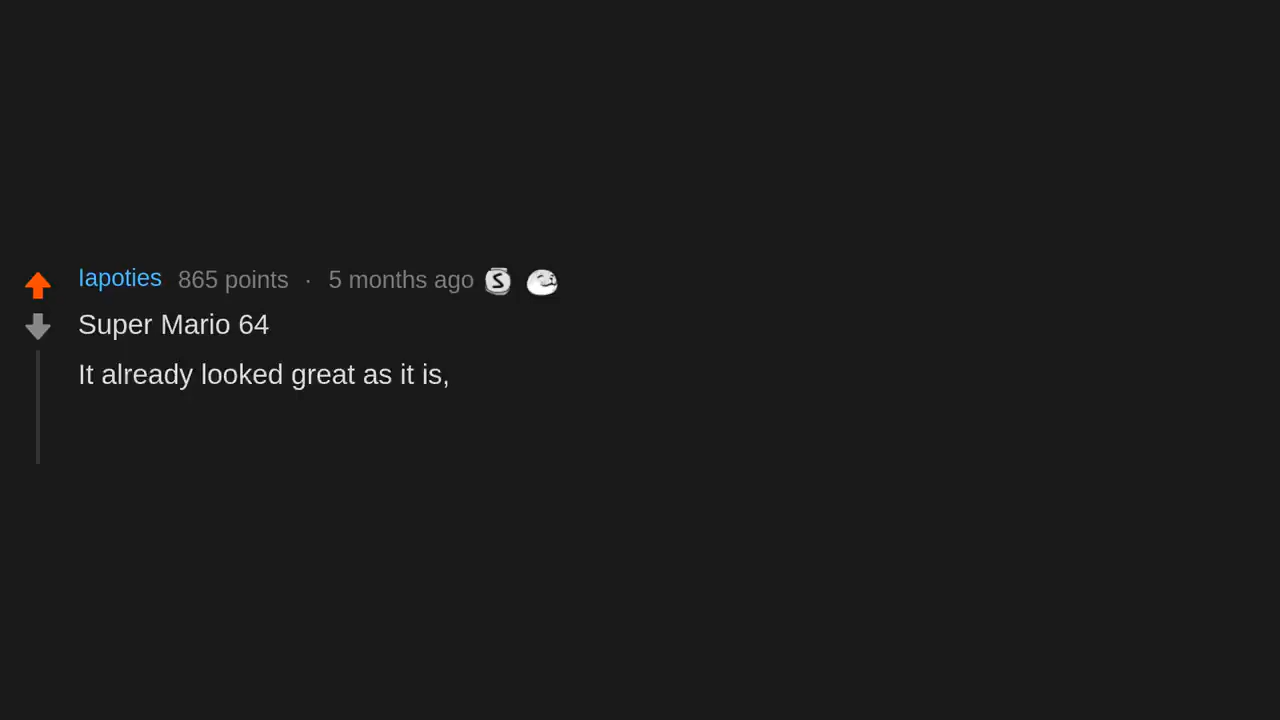 lapoties 865 points · 5 months ago S
Super Mario 64
It already looked great as it is,